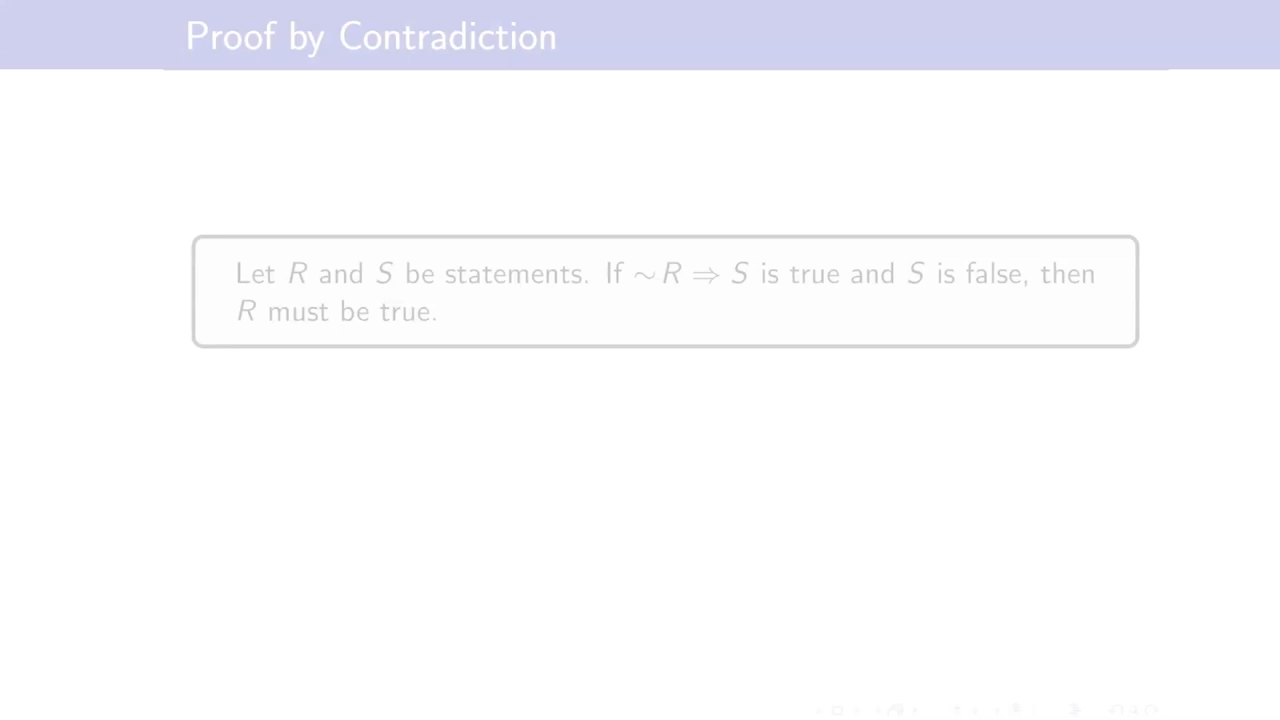 Proof by Contradiction
Let R and S be statements. If ∼R ⇒ S is true and S is false, then
R must be true.